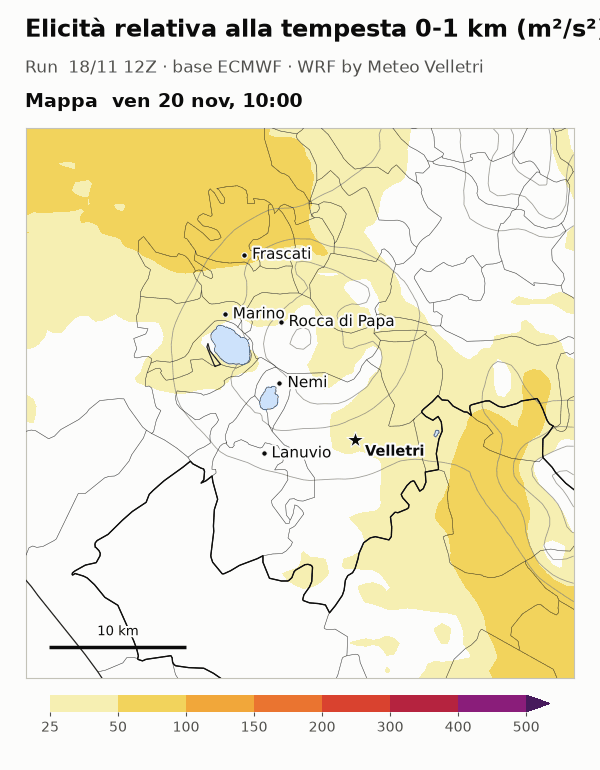 Elicità relativa alla tempesta 0-1 km (m²/s²)
Run 18/11 12Z · base ECMWF · WRF by Meteo Velletri
Mappa ven 20 nov, 10:00
Frascati
Marino
Rocca di Papa
Nemi
Velletri
Lanuvio
10 km
25 50 100 150 200 300 400 500